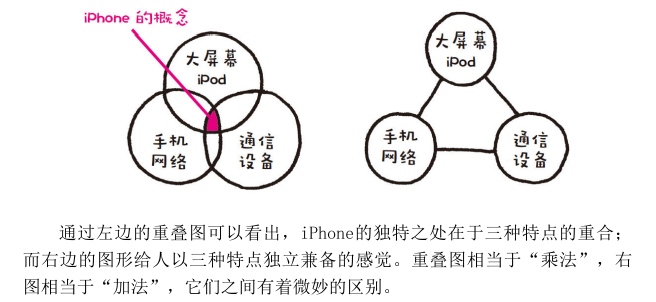 iPhone 的概念
大屏幕
iPod
手机
网络
通信
设备
大屏幕
iPod
手机
网络
通信
设备
通过左边的重叠图可以看出，iPhone的独特之处在于三种特点的重合；
而右边的图形给人以三种特点独立兼备的感觉。重叠图相当于“乘法”，右
图相当于“加法”，它们之间有着微妙的区别。